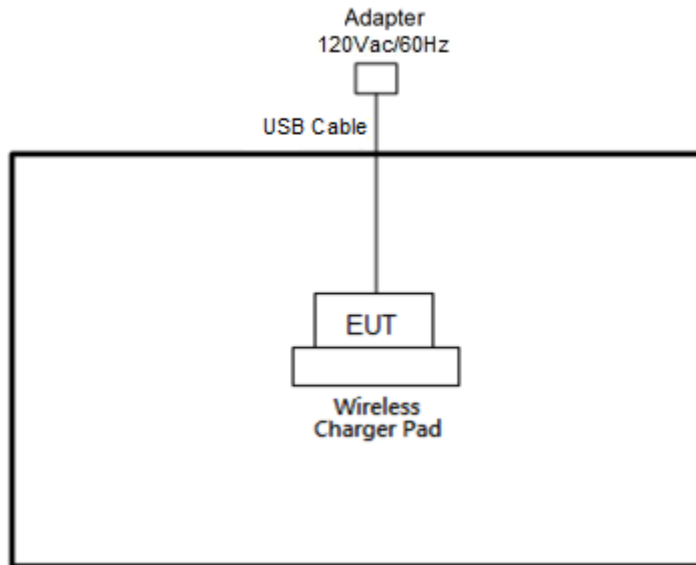 Adapter
120Vac/60Hz
USB Cable
EUT
Wireless
Charger Pad